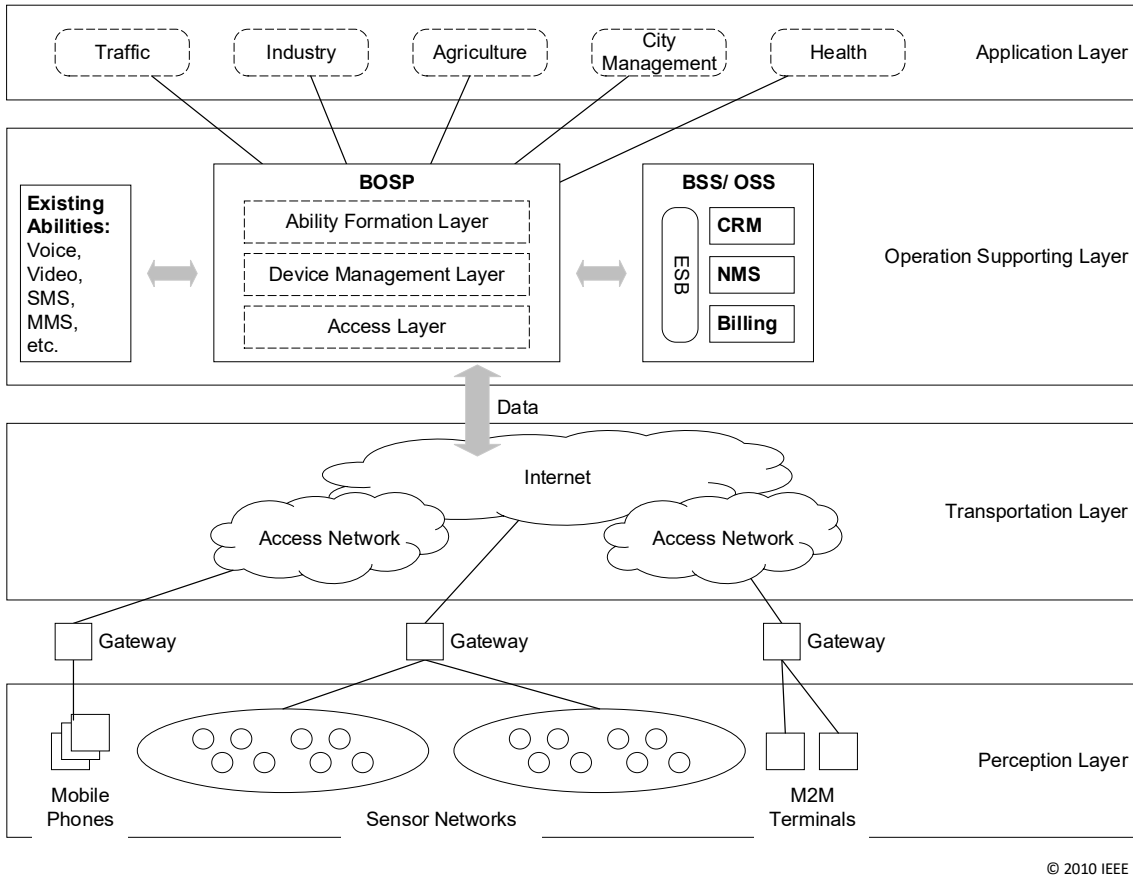 Traffic
Industry
Agriculture
City
Management
Health
Application Layer
BOSP
BSS/ OSS
Existing
Abilities:
Voice,
Video,
SMS,
MMS,
etc.
Ability Formation Layer
Device Management Layer
Access Layer
ESB
CRM
NMS
Billing
Operation Supporting Layer
Data
Internet
Access Network
Access Network
Transportation Layer
Gateway
Gateway
Gateway
Perception Layer
Mobile
Phones
Sensor Networks
M2M
Terminals
© 2010 IEEE